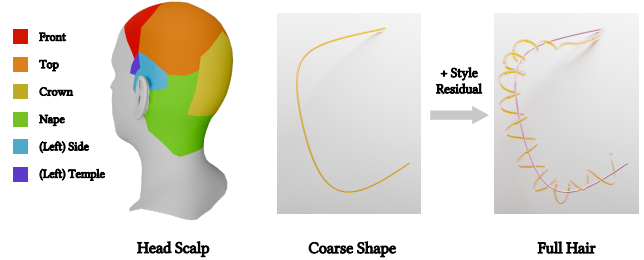 Front
Top
Crown
Nape
(Left) Side
(Left) Temple
+ Style
Residual
Head Scalp
Coarse Shape
Full Hair